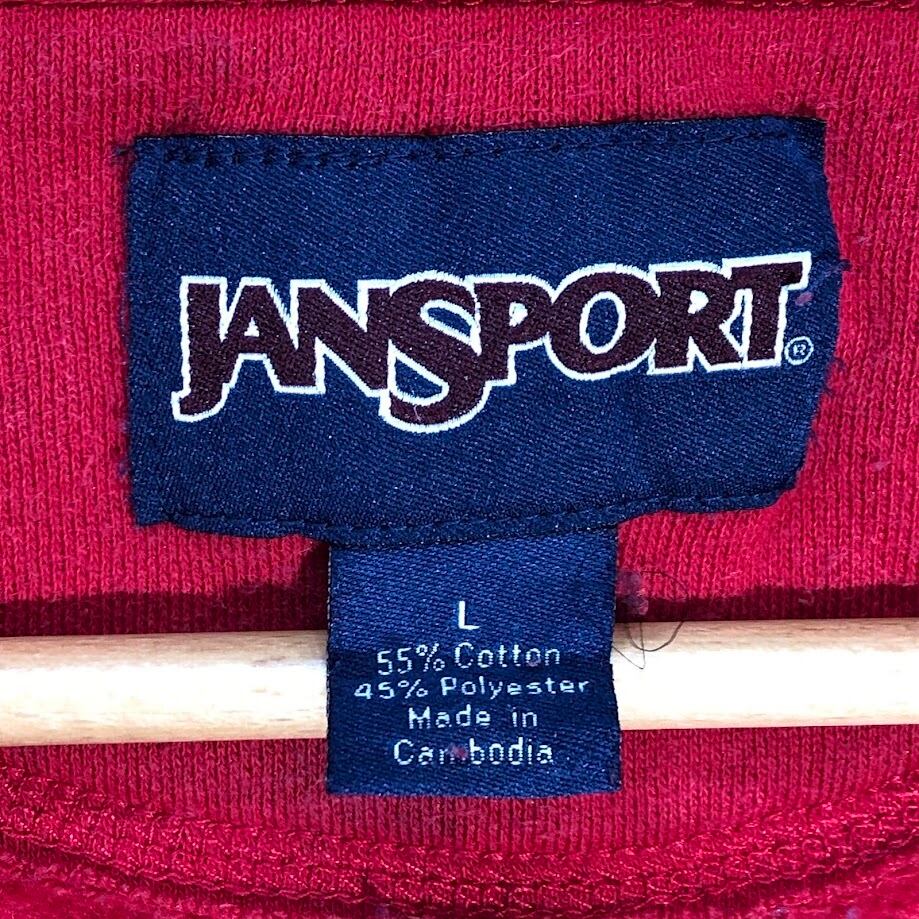 JANSPORT®
L
55% Cotton
45% Polyester
Made in
Cambodia